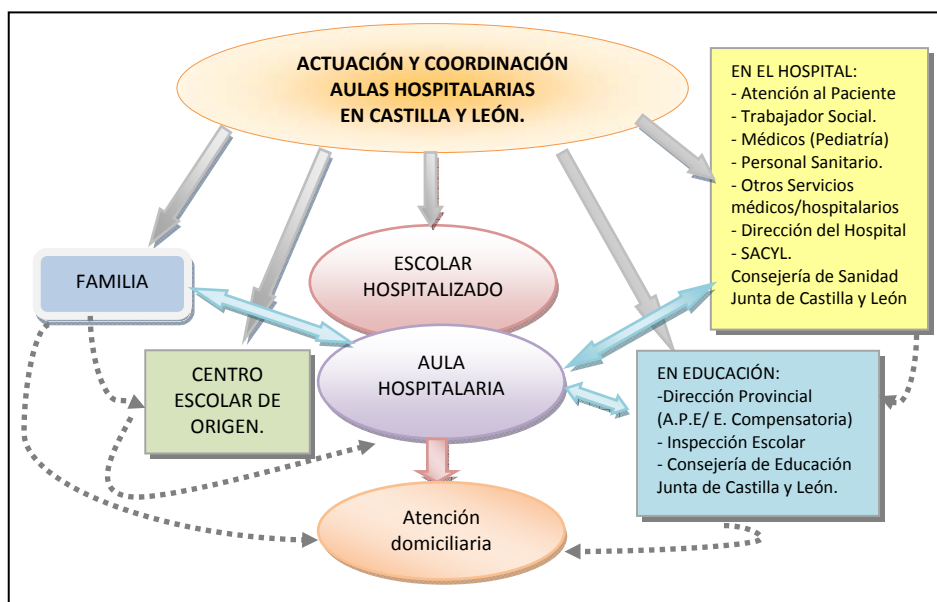 ACTUACIÓN Y COORDINACIÓN
AULAS HOSPITALARIAS
EN CASTILLA Y LEÓN.
EN EL HOSPITAL:
- Atención al Paciente
- Trabajador Social.
- Médicos (Pediatría)
- Personal Sanitario.
- Otros Servicios
médicos/hospitalarios
- Dirección del Hospital
- SACYL.
Consejería de Sanidad
Junta de Castilla y León
FAMILIA
ESCOLAR
HOSPITALIZADO
CENTRO
ESCOLAR DE
ORIGEN.
AULA
HOSPITALARIA
EN EDUCACIÓN:
-Dirección Provincial
(A.P.E/ E. Compensatoria)
- Inspección Escolar
- Consejería de Educación
Junta de Castilla y León.
Atención
domiciliaria